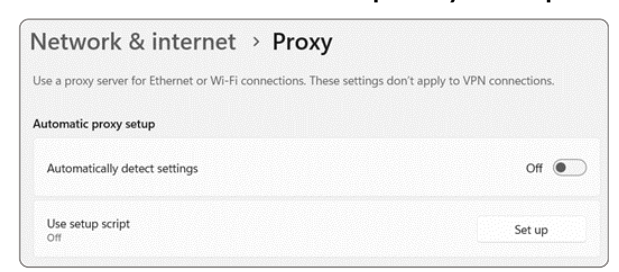 Network & internet > Proxy
Use a proxy server for Ethernet or Wi-Fi connections. These settings don't apply to VPN connections.
Automatic proxy setup
Automatically detect settings Off
Use setup script
Off
Set up